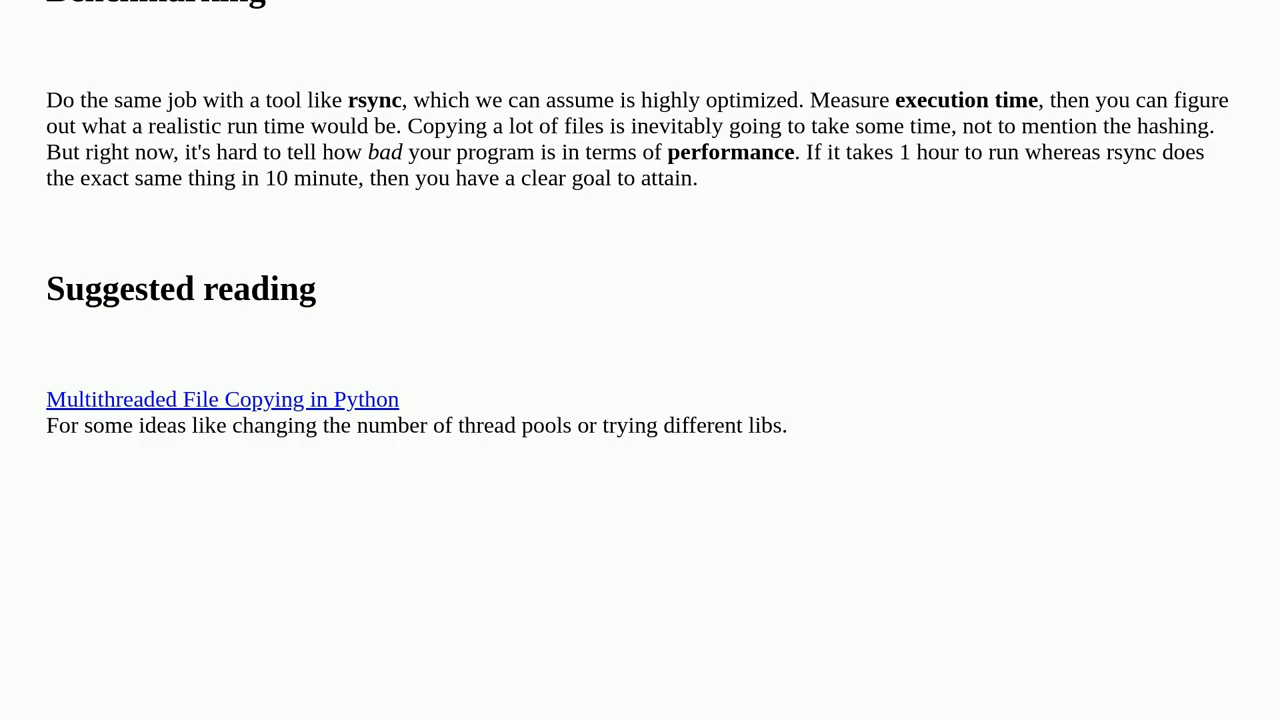 Benchmarking
Do the same job with a tool like rsync, which we can assume is highly optimized. Measure execution time, then you can figure
out what a realistic run time would be. Copying a lot of files is inevitably going to take some time, not to mention the hashing.
But right now, it's hard to tell how bad your program is in terms of performance. If it takes 1 hour to run whereas rsync does
the exact same thing in 10 minute, then you have a clear goal to attain.
Suggested reading
Multithreaded File Copying in Python
For some ideas like changing the number of thread pools or trying different libs.